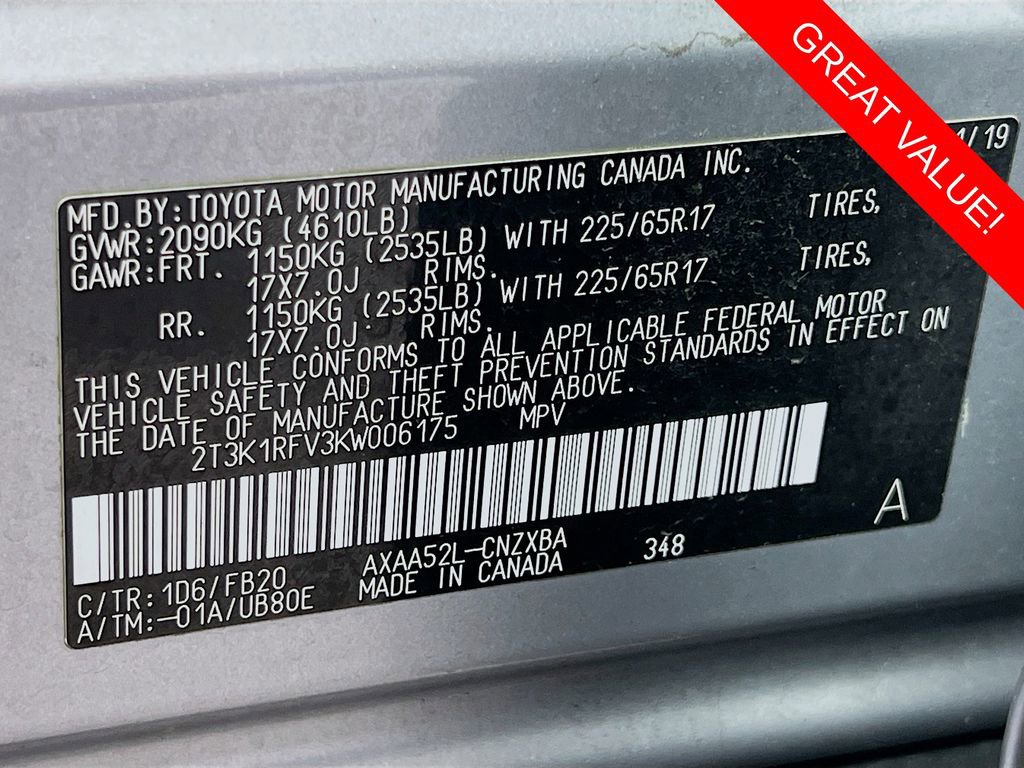 GREAT VALUE!
/19
MFD. BY:TOYOTA MOTOR MANUFACTURING CANADA INC.
GVWR:2090KG (4610LB)
GAWR:FRT. 1150KG (2535LB) WITH 225/65R17 TIRES,
17X7.0J RIMS.
RR. 1150KG (2535LB) WITH 225/65R17 TIRES,
17X7.0J RIMS.
THIS VEHICLE CONFORMS TO ALL APPLICABLE FEDERAL MOTOR
VEHICLE SAFETY AND THEFT PREVENTION STANDARDS IN EFFECT ON
THE DATE OF MANUFACTURE SHOWN ABOVE.
2T3K1RFV3KW006175 MPV
A
AXAA52L-CNZXBA 348
C/TR:1D6/FB20 MADE IN CANADA
A/TM:-01A/UB80E